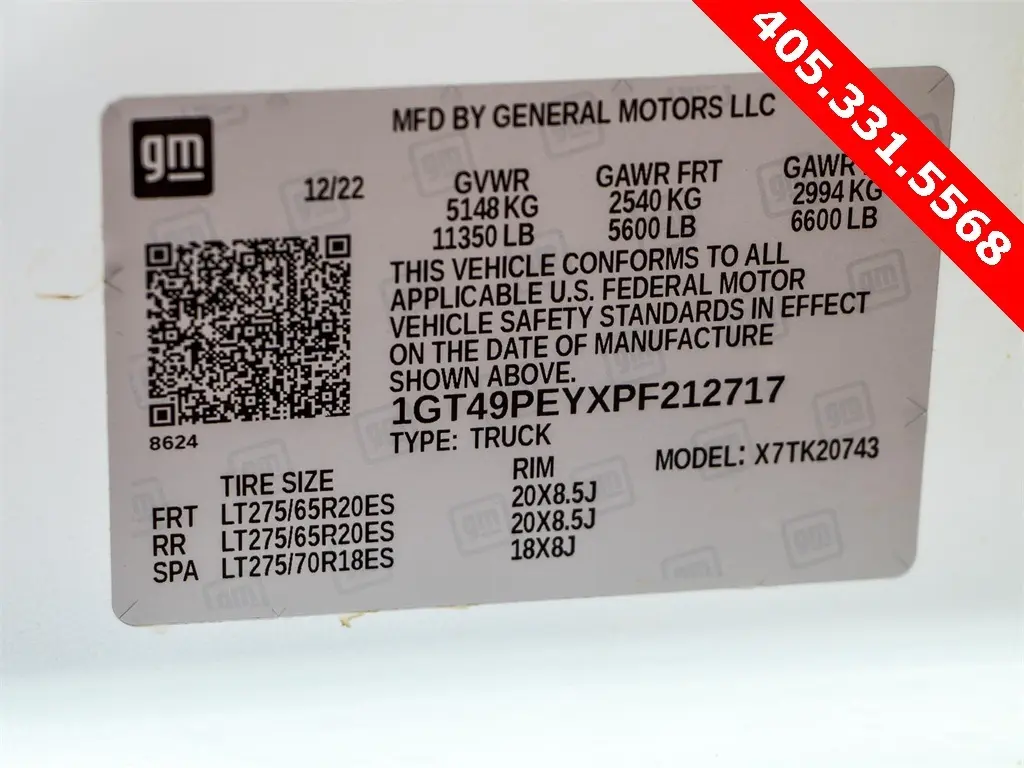 405.331.5568
MFD BY GENERAL MOTORS LLC
gm
12/22
GVWR
5148 KG
11350 LB
GAWR FRT
2540 KG
5600 LB
GAWR
2994 KG
6600 LB
THIS VEHICLE CONFORMS TO ALL
APPLICABLE U.S. FEDERAL MOTOR
VEHICLE SAFETY STANDARDS IN EFFECT
ON THE DATE OF MANUFACTURE
SHOWN ABOVE.
1GT49PEYXPF212717
TYPE: TRUCK
MODEL: X7TK20743
8624
TIRE SIZE RIM
FRT LT275/65R20ES 20X8.5J
RR LT275/65R20ES 20X8.5J
SPA LT275/70R18ES 18X8J